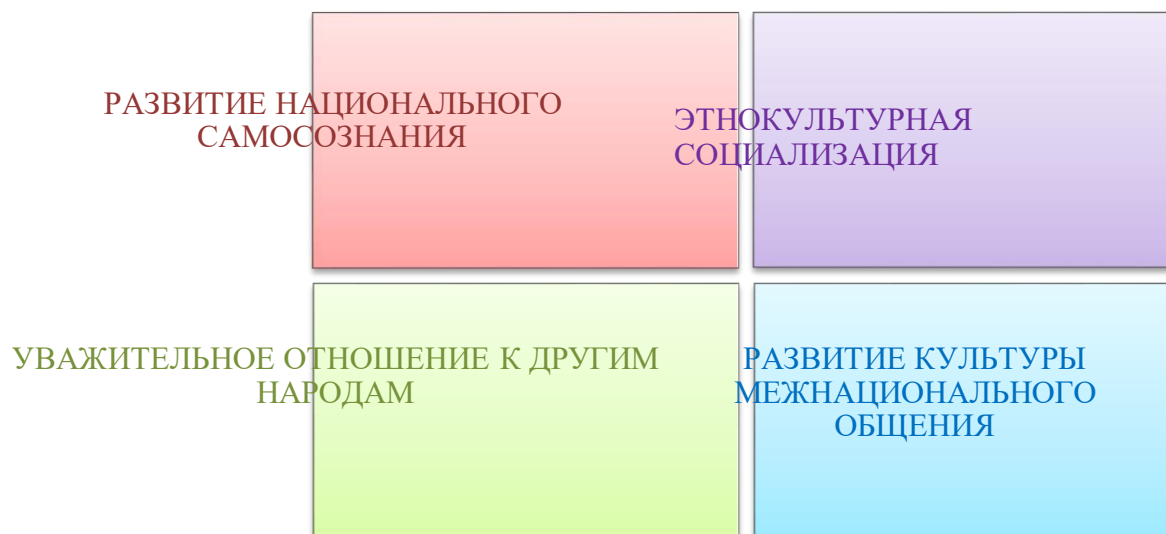 РАЗВИТИЕ НАЦИОНАЛЬНОГО
САМОСОЗНАНИЯ
ЭТНОКУЛЬТУРНАЯ
СОЦИАЛИЗАЦИЯ
УВАЖИТЕЛЬНОЕ ОТНОШЕНИЕ К ДРУГИМ
НАРОДАМ
РАЗВИТИЕ КУЛЬТУРЫ
МЕЖНАЦИОНАЛЬНОГО
ОБЩЕНИЯ